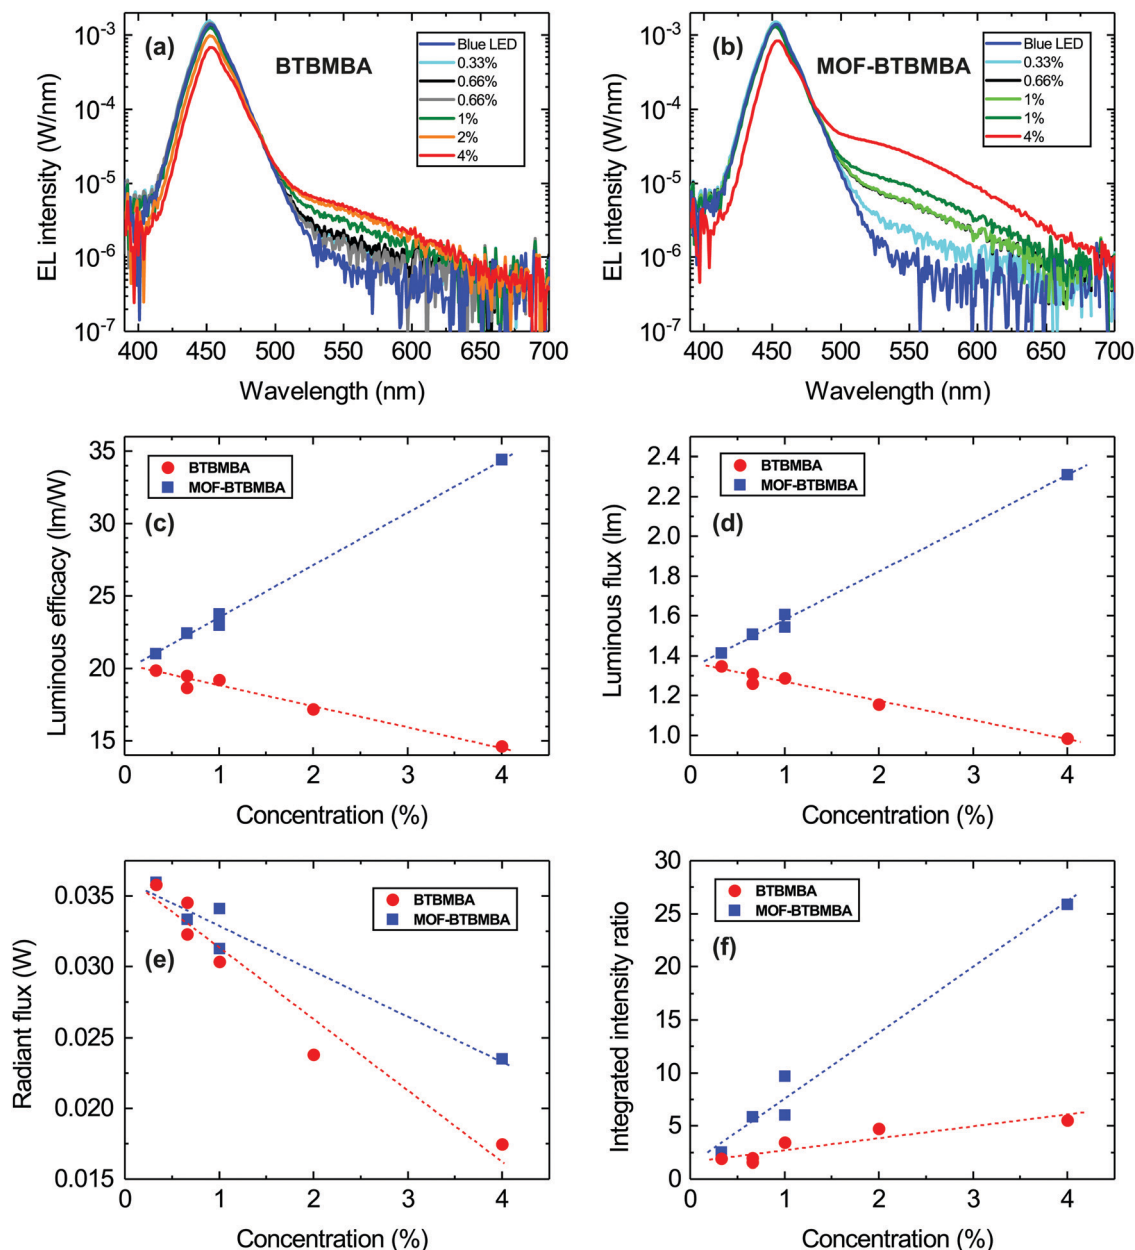 (a)
BTBMBA
Blue LED
0.33%
0.66%
0.66%
1%
2%
4%
10⁻³
10⁻⁴
10⁻⁵
10⁻⁶
10⁻⁷
EL intensity (W/nm)
400 450 500 550 600 650 700
Wavelength (nm)
(b)
MOF-BTBMBA
Blue LED
0.33%
0.66%
1%
1%
4%
10⁻³
10⁻⁴
10⁻⁵
10⁻⁶
10⁻⁷
EL intensity (W/nm)
400 450 500 550 600 650 700
Wavelength (nm)
(c)
BTBMBA
MOF-BTBMBA
35
30
25
20
15
Luminous efficacy (lm/W)
0 1 2 3 4
Concentration (%)
(d)
BTBMBA
MOF-BTBMBA
2.4
2.2
2.0
1.8
1.6
1.4
1.2
1.0
Luminous flux (lm)
0 1 2 3 4
Concentration (%)
(e)
BTBMBA
MOF-BTBMBA
0.035
0.030
0.025
0.020
0.015
Radiant flux (W)
0 1 2 3 4
Concentration (%)
(f)
BTBMBA
MOF-BTBMBA
30
25
20
15
10
5
0
Integrated intensity ratio
0 1 2 3 4
Concentration (%)